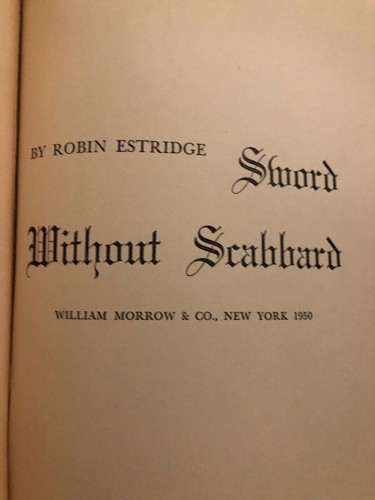 BY ROBIN ESTRIDGE Sword
Without Scabbard
WILLIAM MORROW & CO., NEW YORK 1950